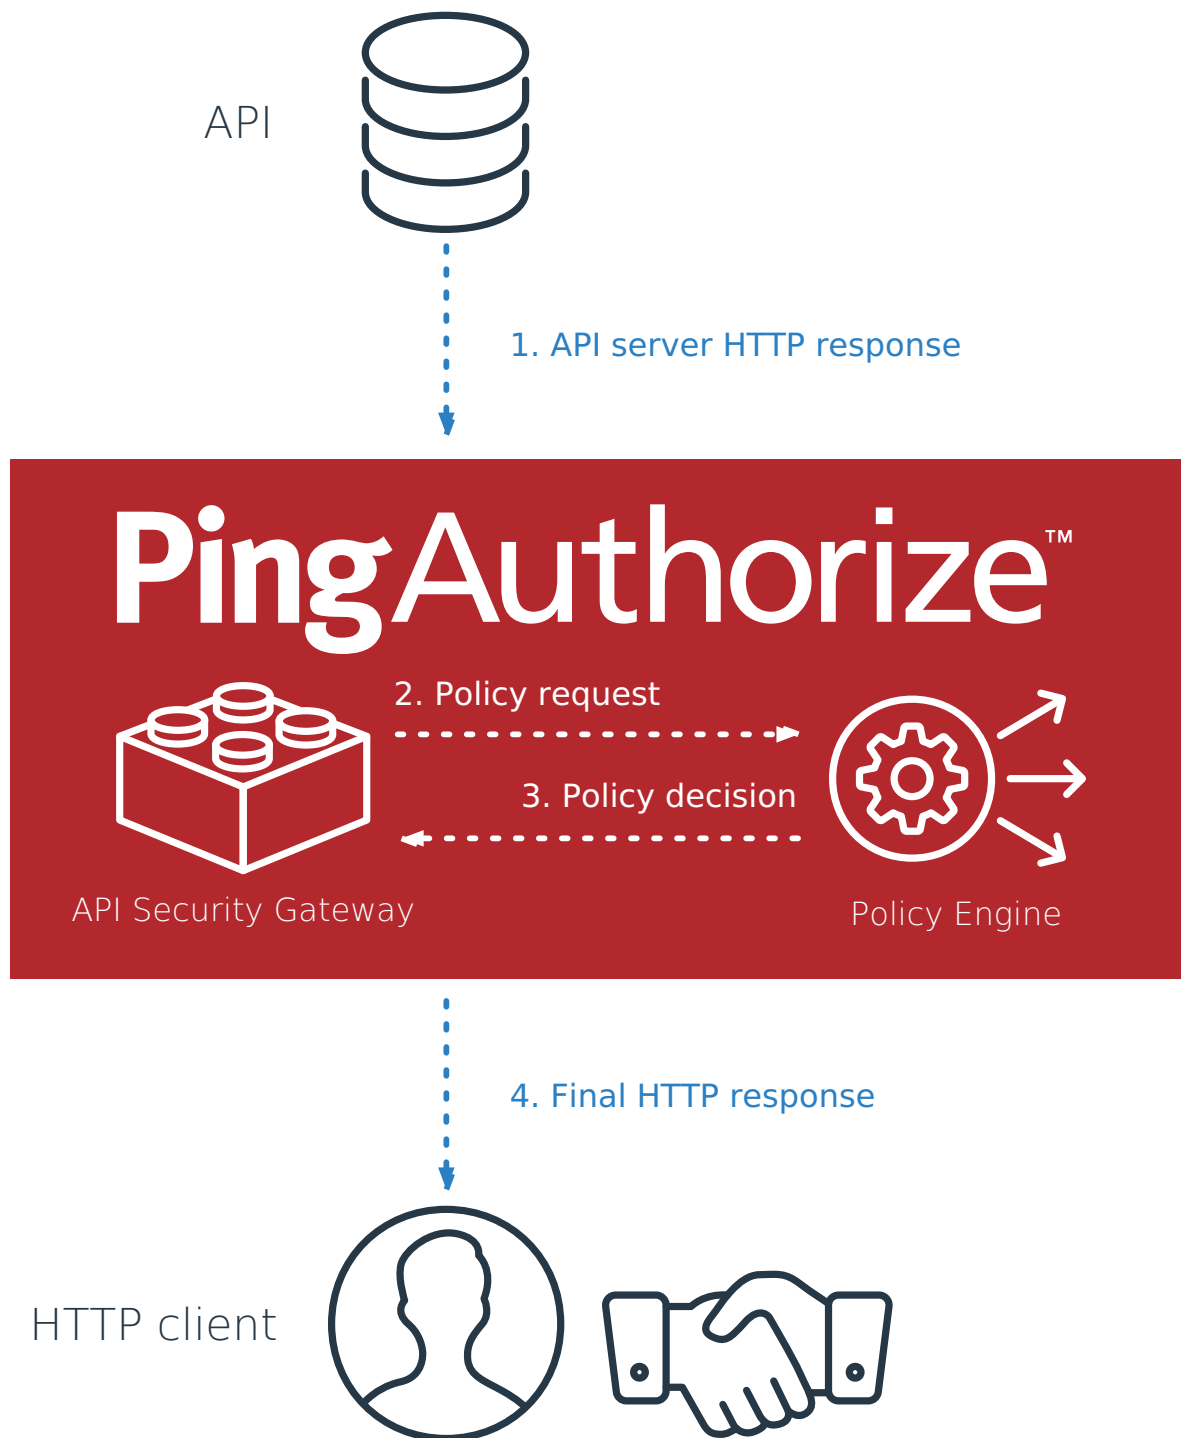 API
1. API server HTTP response
PingAuthorize™
2. Policy request
3. Policy decision
API Security Gateway
Policy Engine
4. Final HTTP response
HTTP client